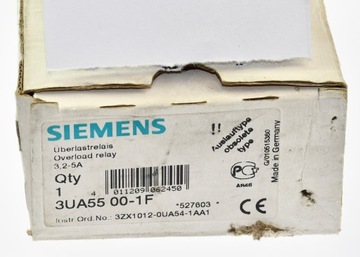 SIEMENS
Überlastrelais
Overload relay
3,2-5A
Qty
1
4 011209 062450
3UA55 00-1F
*527603 *
Instr.Ord.No.: 3ZX1012-0UA54-1AA1
!!
Auslauftype
obsolete
type
PC
Made in Germany